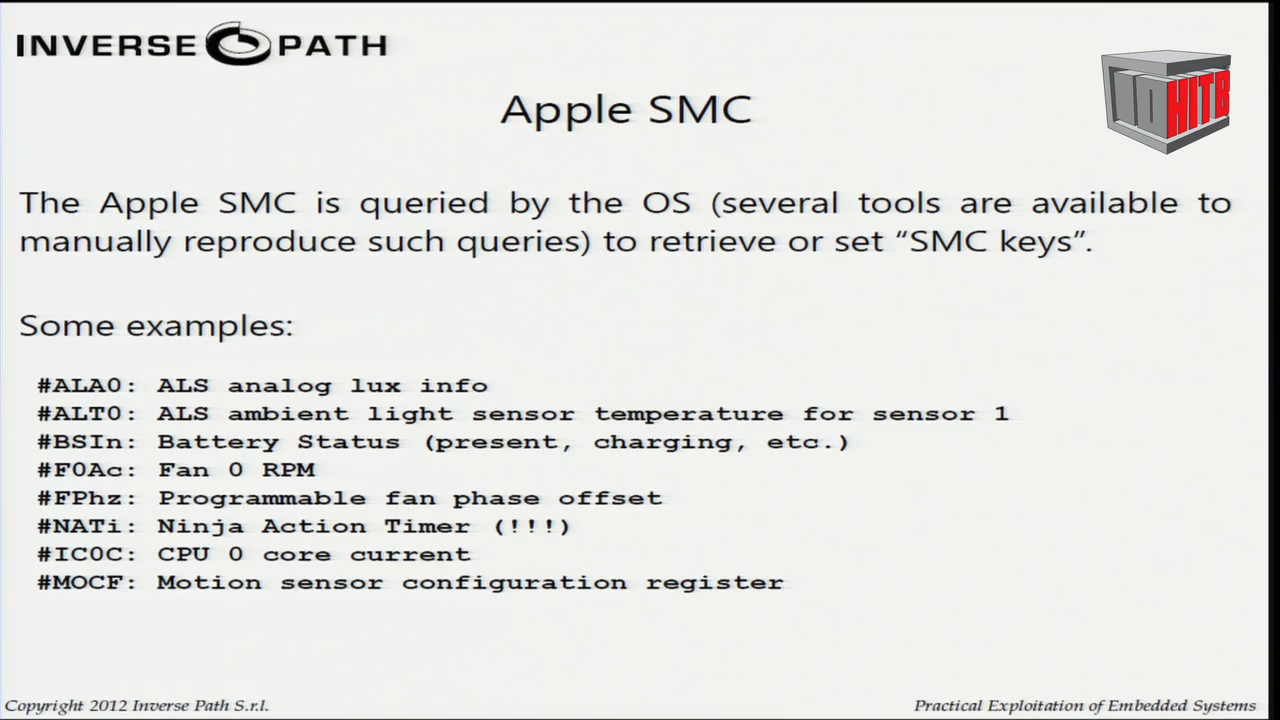 INVERSE PATH
10 HITB
Apple SMC
The Apple SMC is queried by the OS (several tools are available to
manually reproduce such queries) to retrieve or set “SMC keys”.
Some examples:
#ALA0: ALS analog lux info
#ALT0: ALS ambient light sensor temperature for sensor 1
#BSIn: Battery Status (present, charging, etc.)
#F0Ac: Fan 0 RPM
#FPhz: Programmable fan phase offset
#NATi: Ninja Action Timer (!!!)
#IC0C: CPU 0 core current
#MOCF: Motion sensor configuration register
Copyright 2012 Inverse Path S.r.l.
Practical Exploitation of Embedded Systems